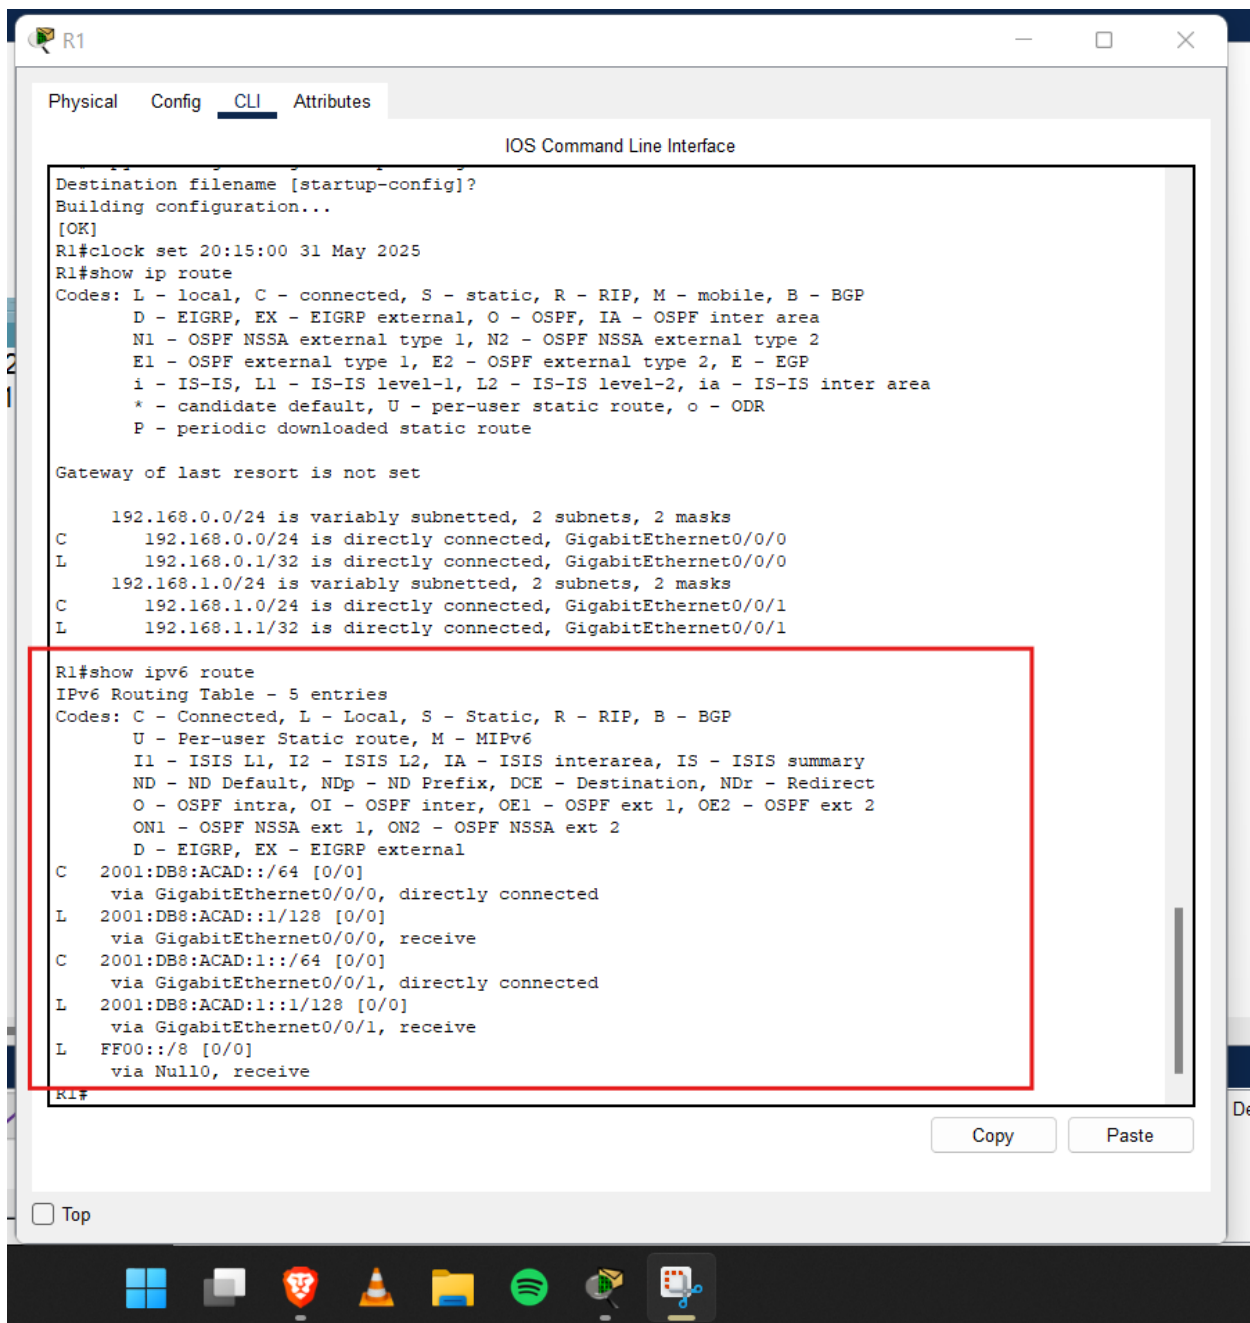 R1
Physical Config CLI Attributes
IOS Command Line Interface
Destination filename [startup-config]?
Building configuration...
[OK]
R1#clock set 20:15:00 31 May 2025
R1#show ip route
Codes: L - local, C - connected, S - static, R - RIP, M - mobile, B - BGP
D - EIGRP, EX - EIGRP external, O - OSPF, IA - OSPF inter area
N1 - OSPF NSSA external type 1, N2 - OSPF NSSA external type 2
E1 - OSPF external type 1, E2 - OSPF external type 2, E - EGP
i - IS-IS, L1 - IS-IS level-1, L2 - IS-IS level-2, ia - IS-IS inter area
* - candidate default, U - per-user static route, o - ODR
P - periodic downloaded static route
Gateway of last resort is not set
192.168.0.0/24 is variably subnetted, 2 subnets, 2 masks
C 192.168.0.0/24 is directly connected, GigabitEthernet0/0/0
L 192.168.0.1/32 is directly connected, GigabitEthernet0/0/0
192.168.1.0/24 is variably subnetted, 2 subnets, 2 masks
C 192.168.1.0/24 is directly connected, GigabitEthernet0/0/1
L 192.168.1.1/32 is directly connected, GigabitEthernet0/0/1
R1#show ipv6 route
IPv6 Routing Table - 5 entries
Codes: C - Connected, L - Local, S - Static, R - RIP, B - BGP
U - Per-user Static route, M - MIPv6
I1 - ISIS L1, I2 - ISIS L2, IA - ISIS interarea, IS - ISIS summary
ND - ND Default, NDp - ND Prefix, DCE - Destination, NDr - Redirect
O - OSPF intra, OI - OSPF inter, OE1 - OSPF ext 1, OE2 - OSPF ext 2
ON1 - OSPF NSSA ext 1, ON2 - OSPF NSSA ext 2
D - EIGRP, EX - EIGRP external
C 2001:DB8:ACAD::/64 [0/0]
via GigabitEthernet0/0/0, directly connected
L 2001:DB8:ACAD::1/128 [0/0]
via GigabitEthernet0/0/0, receive
C 2001:DB8:ACAD:1::/64 [0/0]
via GigabitEthernet0/0/1, directly connected
L 2001:DB8:ACAD:1::1/128 [0/0]
via GigabitEthernet0/0/1, receive
L FF00::/8 [0/0]
via Null0, receive
R1#
Copy Paste
Top